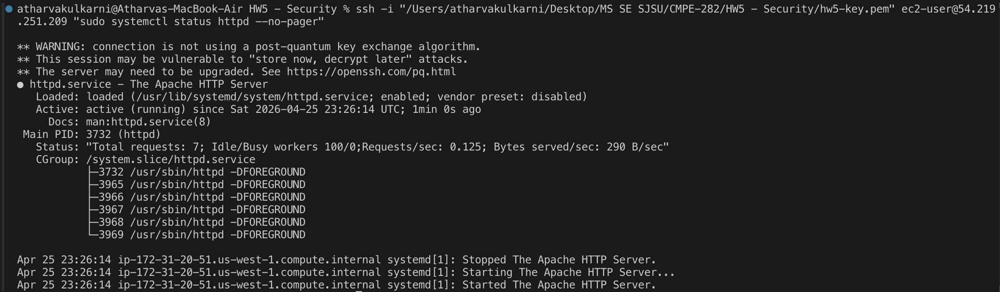 atharvakulkarni@Atharvas-MacBook-Air HW5 - Security % ssh -i "/Users/atharvakulkarni/Desktop/MS SE SJSU/CMPE-282/HW5 - Security/hw5-key.pem" ec2-user@54.219
.251.209 "sudo systemctl status httpd --no-pager"
** WARNING: connection is not using a post-quantum key exchange algorithm.
** This session may be vulnerable to "store now, decrypt later" attacks.
** The server may need to be upgraded. See https://openssh.com/pq.html
● httpd.service - The Apache HTTP Server
Loaded: loaded (/usr/lib/systemd/system/httpd.service; enabled; vendor preset: disabled)
Active: active (running) since Sat 2026-04-25 23:26:14 UTC; 1min 0s ago
Docs: man:httpd.service(8)
Main PID: 3732 (httpd)
Status: "Total requests: 7; Idle/Busy workers 100/0;Requests/sec: 0.125; Bytes served/sec: 290 B/sec"
CGroup: /system.slice/httpd.service
├─3732 /usr/sbin/httpd -DFOREGROUND
├─3965 /usr/sbin/httpd -DFOREGROUND
├─3966 /usr/sbin/httpd -DFOREGROUND
├─3967 /usr/sbin/httpd -DFOREGROUND
├─3968 /usr/sbin/httpd -DFOREGROUND
└─3969 /usr/sbin/httpd -DFOREGROUND
Apr 25 23:26:14 ip-172-31-20-51.us-west-1.compute.internal systemd[1]: Stopped The Apache HTTP Server.
Apr 25 23:26:14 ip-172-31-20-51.us-west-1.compute.internal systemd[1]: Starting The Apache HTTP Server...
Apr 25 23:26:14 ip-172-31-20-51.us-west-1.compute.internal systemd[1]: Started The Apache HTTP Server.